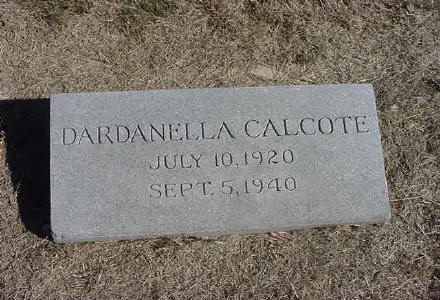 DARDANELLA CALCOTE
JULY 10, 1920
SEPT. 5, 1940